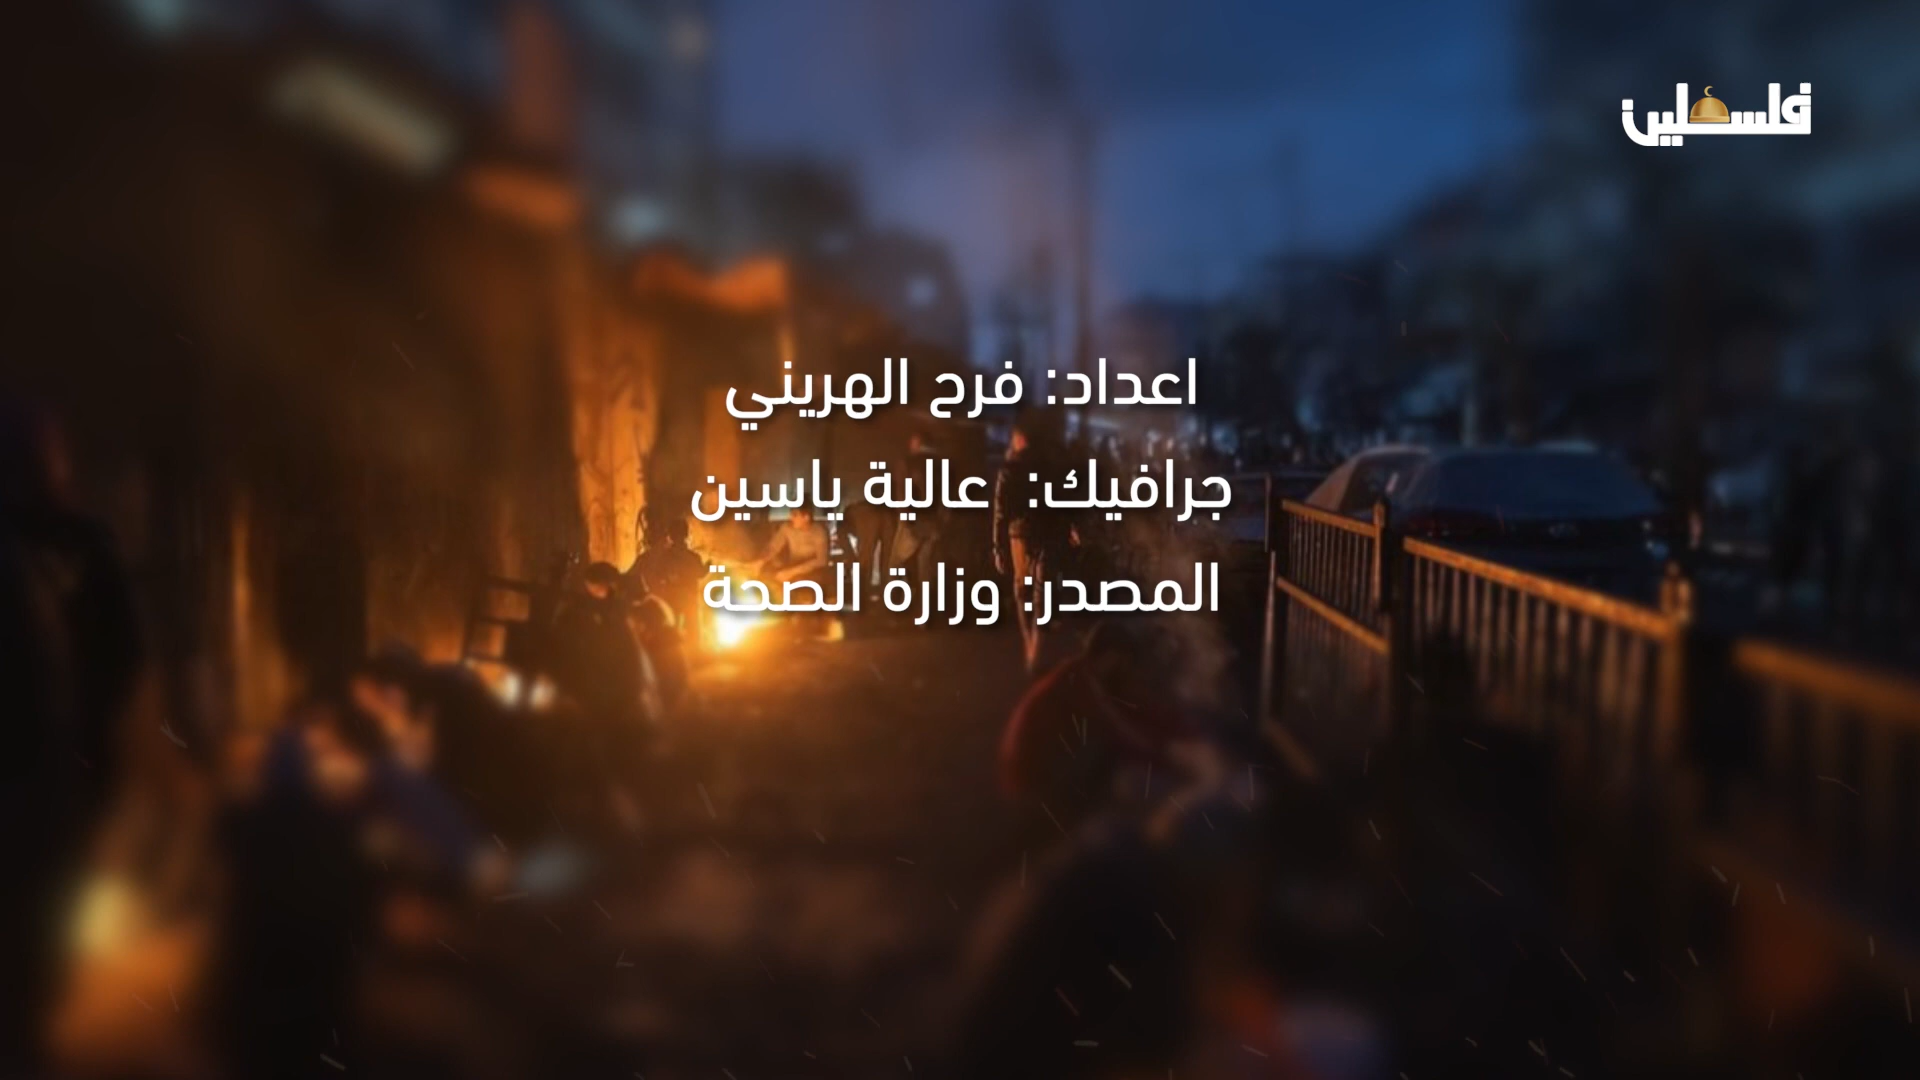 فلسطين
اعداد: فرح الهريني
جرافيك: عالية ياسين
المصدر: وزارة الصحة